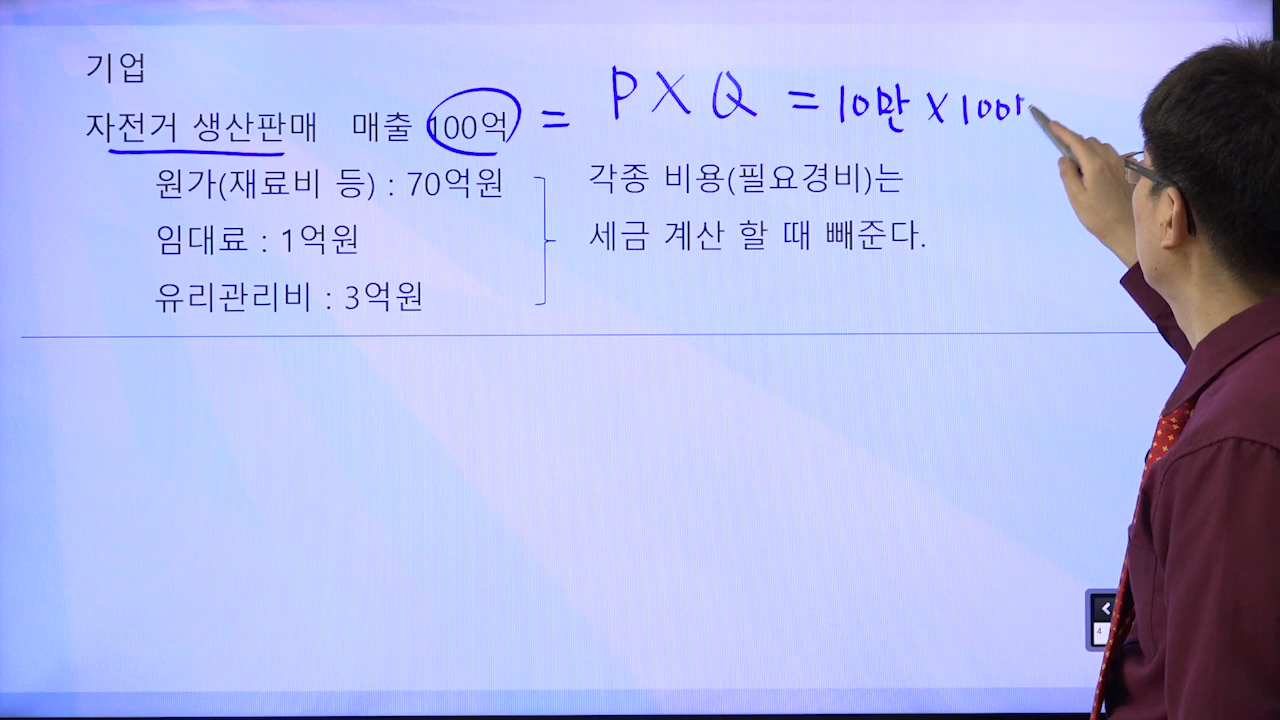 기업
자전거 생산판매 매출 100억 = P X Q = 10만 X 100
원가(재료비 등) : 70억원
임대료 : 1억원
유리관리비 : 3억원
각종 비용(필요경비)는
세금 계산 할 때 빼준다.
4